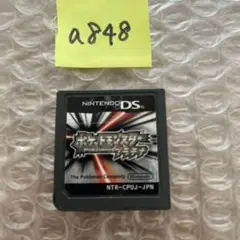 a848
NINTENDO DS
ポケットモンスター
プラチナ
The Pokémon Company
Nintendo
NTR-CPUJ-JPN